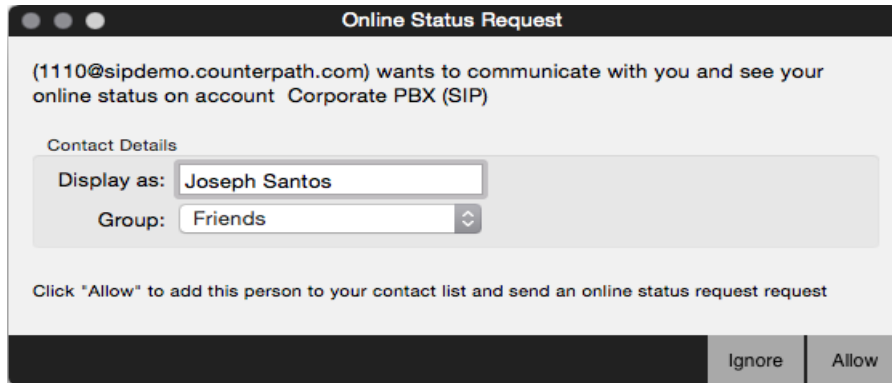 Online Status Request
(1110@sipdemo.counterpath.com) wants to communicate with you and see your
online status on account  Corporate PBX (SIP)
Contact Details
Display as: Joseph Santos
Group: Friends
Click "Allow" to add this person to your contact list and send an online status request request
Ignore Allow